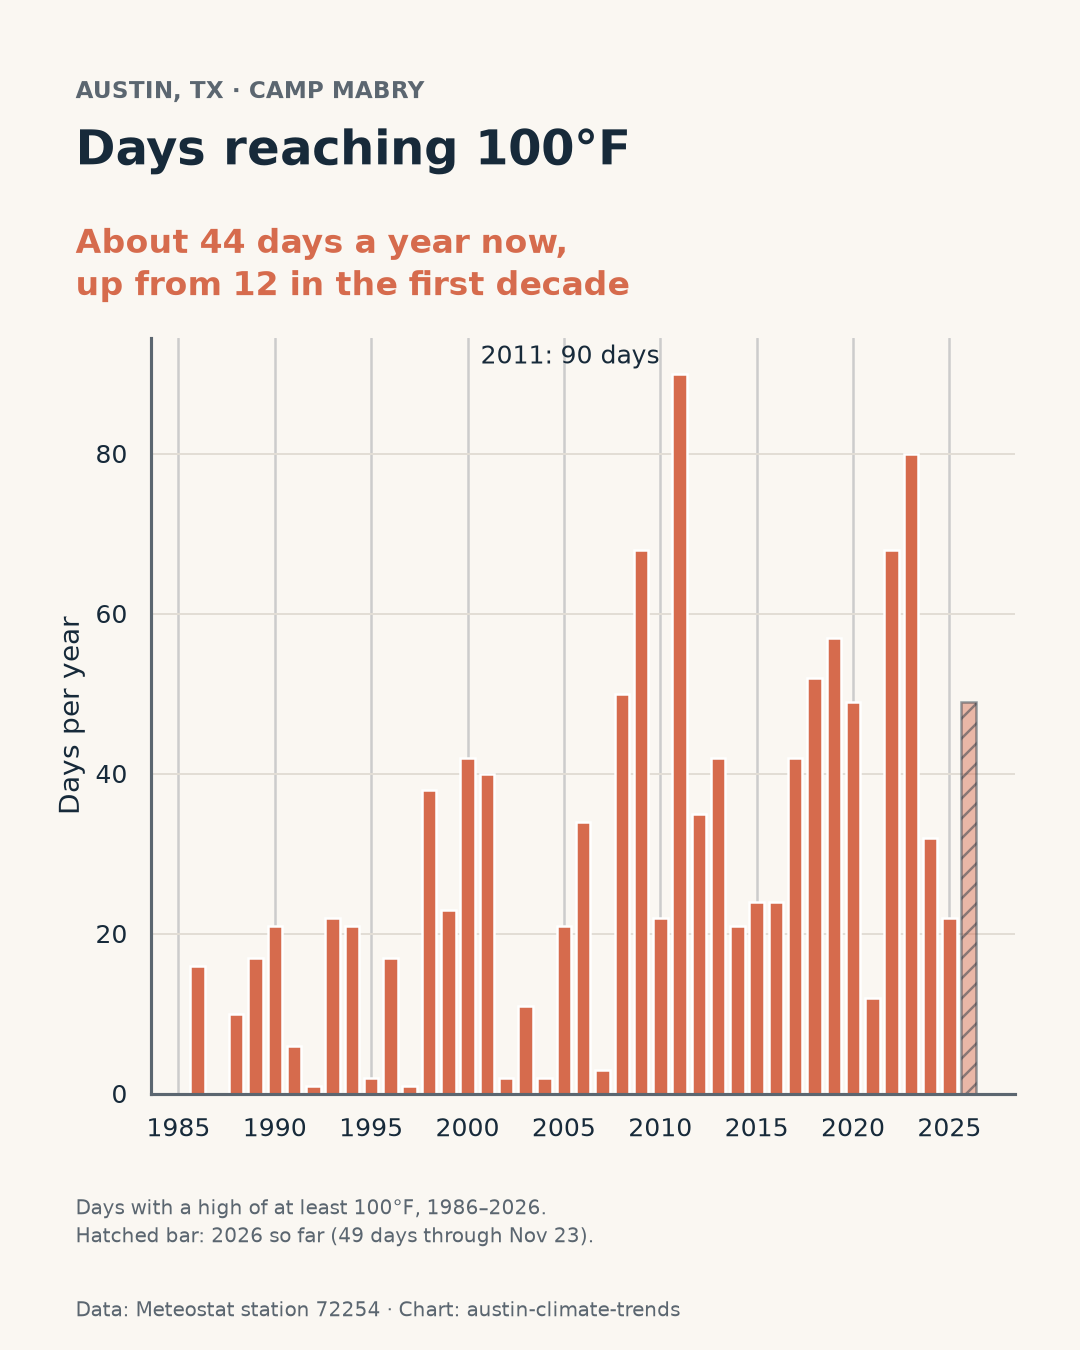 AUSTIN, TX · CAMP MABRY
Days reaching 100°F
About 44 days a year now,
up from 12 in the first decade
2011: 90 days
Days per year
80
60
40
20
0
1985 1990 1995 2000 2005 2010 2015 2020 2025
Days with a high of at least 100°F, 1986–2026.
Hatched bar: 2026 so far (49 days through Nov 23).
Data: Meteostat station 72254 · Chart: austin-climate-trends